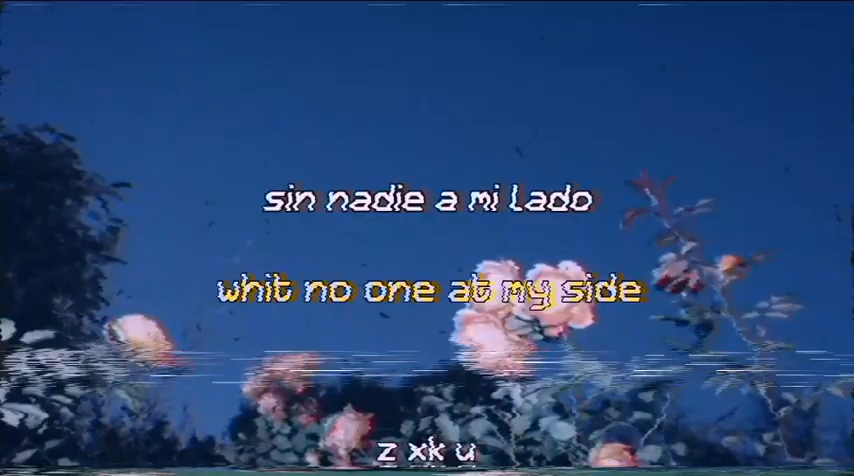 sin nadie a mi lado
whit no one at my side
z xk u